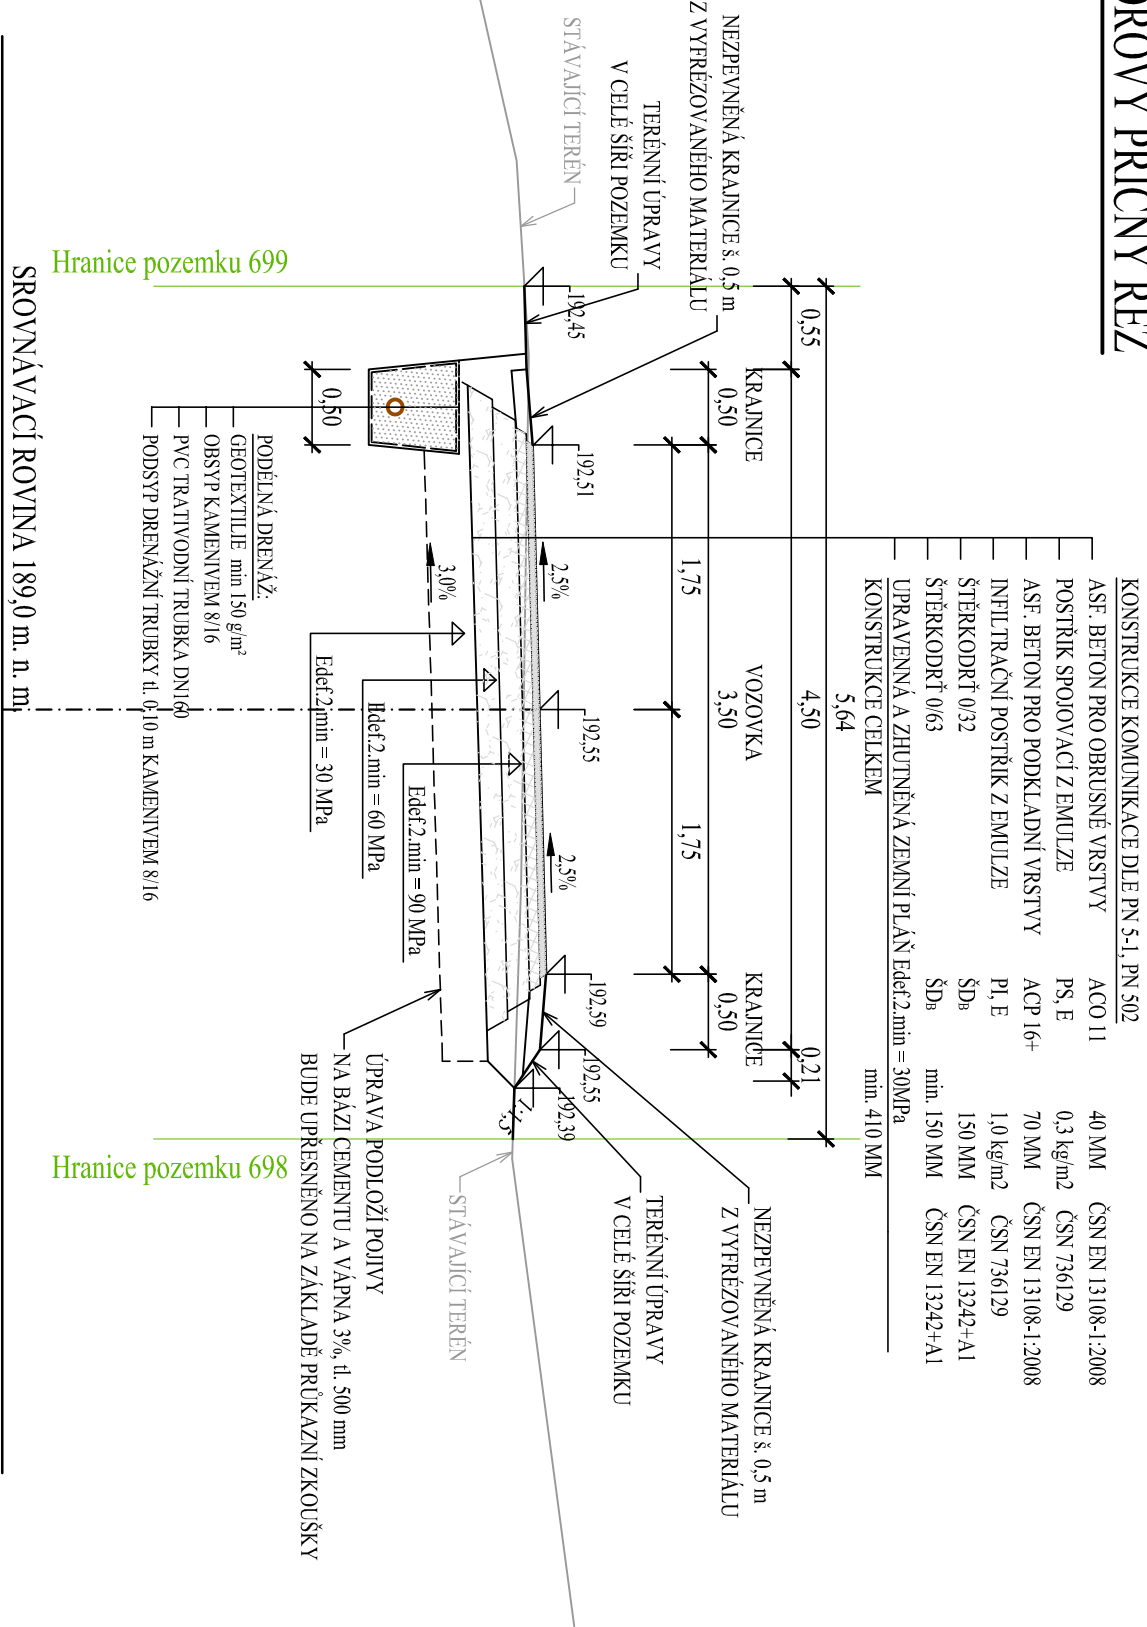 OROVÝ PŘÍČNÝ ŘEZ
KONSTRUKCE KOMUNIKACE DLE PN 5-1, PN 502
ASF. BETON PRO OBRUSNÉ VRSTVY ACO 11 40 MM ČSN EN 13108-1:2008
POSTŘIK SPOJOVACÍ Z EMULZE PS, E 0,3 kg/m2 ČSN 736129
ASF. BETON PRO PODKLADNÍ VRSTVY ACP 16+ 70 MM ČSN EN 13108-1:2008
INFILTRAČNÍ POSTŘIK Z EMULZE PI, E 1,0 kg/m2 ČSN 736129
ŠTĚRKODRŤ 0/32 ŠDB 150 MM ČSN EN 13242+A1
ŠTĚRKODRŤ 0/63 ŠDB min. 150 MM ČSN EN 13242+A1
UPRAVENNÁ A ZHUTNĚNÁ ZEMNÍ PLÁŇ Edef.2.min = 30MPa
KONSTRUKCE CELKEM min. 410 MM
5,64
0,55 4,50 0,21
KRAJNICE VOZOVKA KRAJNICE
0,50 3,50 0,50
1,75 1,75
NEZPEVNĚNÁ KRAJNICE š. 0,5 m
Z VYFRÉZOVANÉHO MATERIÁLU
TERÉNNÍ ÚPRAVY
V CELÉ ŠÍŘI POZEMKU
STÁVAJÍCÍ TERÉN
NEZPEVNĚNÁ KRAJNICE š. 0,5 m
Z VYFRÉZOVANÉHO MATERIÁLU
TERÉNNÍ ÚPRAVY
V CELÉ ŠÍŘI POZEMKU
STÁVAJÍCÍ TERÉN
192,45
192,51
192,55
192,59
192,55
192,39
1:1,5
2,5%
2,5%
3,0%
0,50
Edef.2.min = 90 MPa
Edef.2.min = 60 MPa
Edef.2.min = 30 MPa
PODÉLNÁ DRENÁŽ:
GEOTEXTILIE min 150 g/m²
OBSYP KAMENIVEM 8/16
PVC TRATIVODNÍ TRUBKA DN160
PODSYP DRENÁŽNÍ TRUBKY tl. 0,10 m KAMENIVEM 8/16
ÚPRAVA PODLOŽÍ POJIVY
NA BÁZI CEMENTU A VÁPNA 3%, tl. 500 mm
BUDE UPŘESNĚNO NA ZÁKLADĚ PRŮKAZNÍ ZKOUŠKY
Hranice pozemku 699
Hranice pozemku 698
SROVNÁVACÍ ROVINA 189,0 m. n. m.